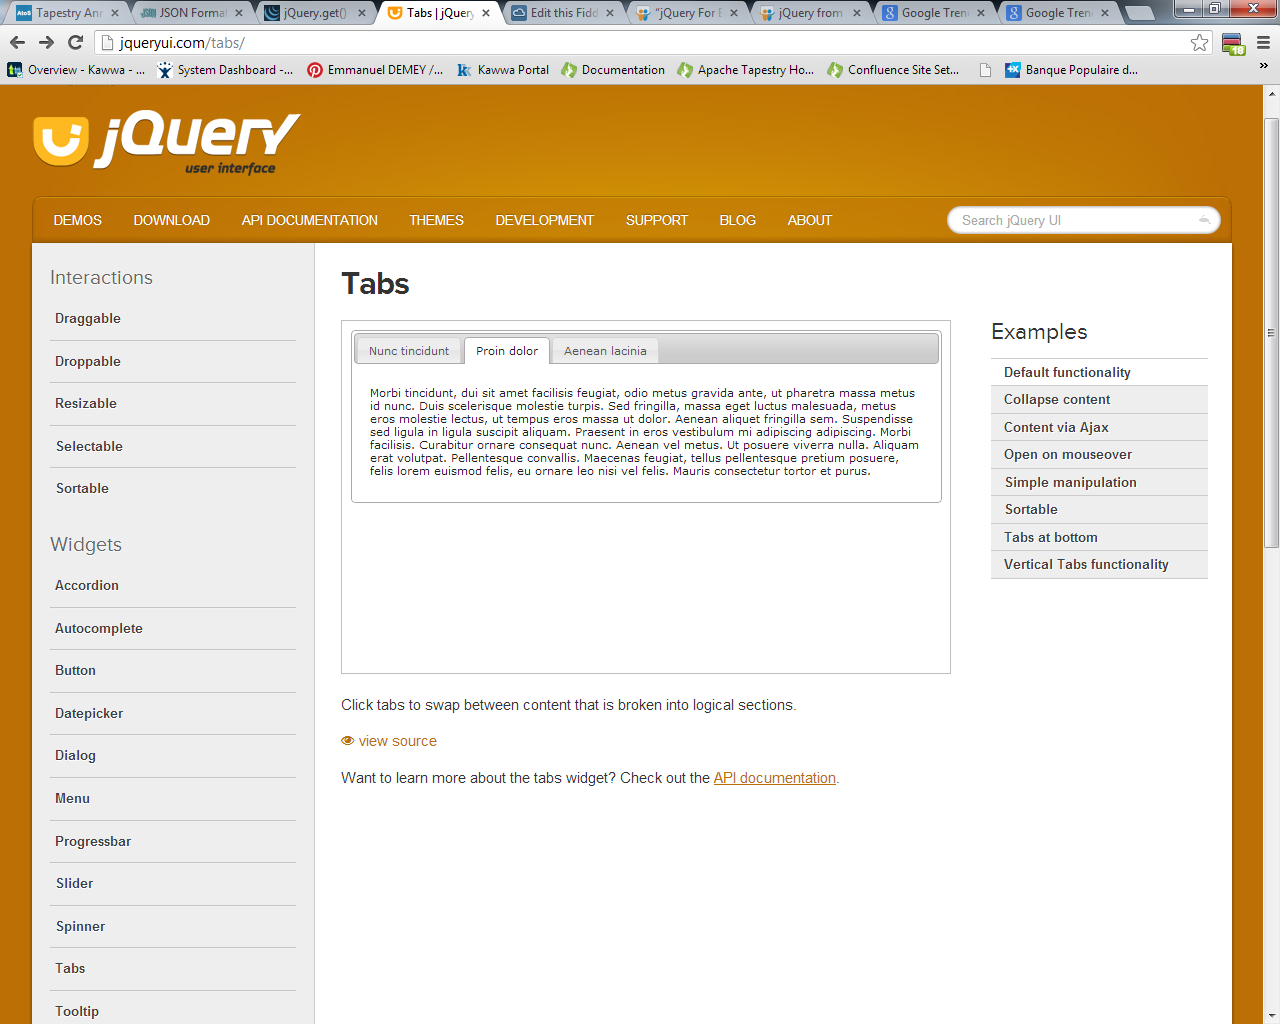 Tapestry Ann
JSON Format
jQuery.get()
Tabs | jQuery
Edit this Fidd
"jQuery For B
jQuery from
Google Tren
Google Tren
jqueryui.com/tabs/
18
Overview - Kawwa - ...
System Dashboard -...
Emmanuel DEMEY /...
Kawwa Portal
Documentation
Apache Tapestry Ho...
Confluence Site Set...
Banque Populaire d...
»
jQuery
user interface
DEMOS
DOWNLOAD
API DOCUMENTATION
THEMES
DEVELOPMENT
SUPPORT
BLOG
ABOUT
Search jQuery UI
Interactions
Draggable
Droppable
Resizable
Selectable
Sortable
Widgets
Accordion
Autocomplete
Button
Datepicker
Dialog
Menu
Progressbar
Slider
Spinner
Tabs
Tooltip
Tabs
Nunc tincidunt
Proin dolor
Aenean lacinia
Morbi tincidunt, dui sit amet facilisis feugiat, odio metus gravida ante, ut pharetra massa metus
id nunc. Duis scelerisque molestie turpis. Sed fringilla, massa eget luctus malesuada, metus
eros molestie lectus, ut tempus eros massa ut dolor. Aenean aliquet fringilla sem. Suspendisse
sed ligula in ligula suscipit aliquam. Praesent in eros vestibulum mi adipiscing adipiscing. Morbi
facilisis. Curabitur ornare consequat nunc. Aenean vel metus. Ut posuere viverra nulla. Aliquam
erat volutpat. Pellentesque convallis. Maecenas feugiat, tellus pellentesque pretium posuere,
felis lorem euismod felis, eu ornare leo nisi vel felis. Mauris consectetur tortor et purus.
Click tabs to swap between content that is broken into logical sections.
view source
Want to learn more about the tabs widget? Check out the API documentation.
Examples
Default functionality
Collapse content
Content via Ajax
Open on mouseover
Simple manipulation
Sortable
Tabs at bottom
Vertical Tabs functionality